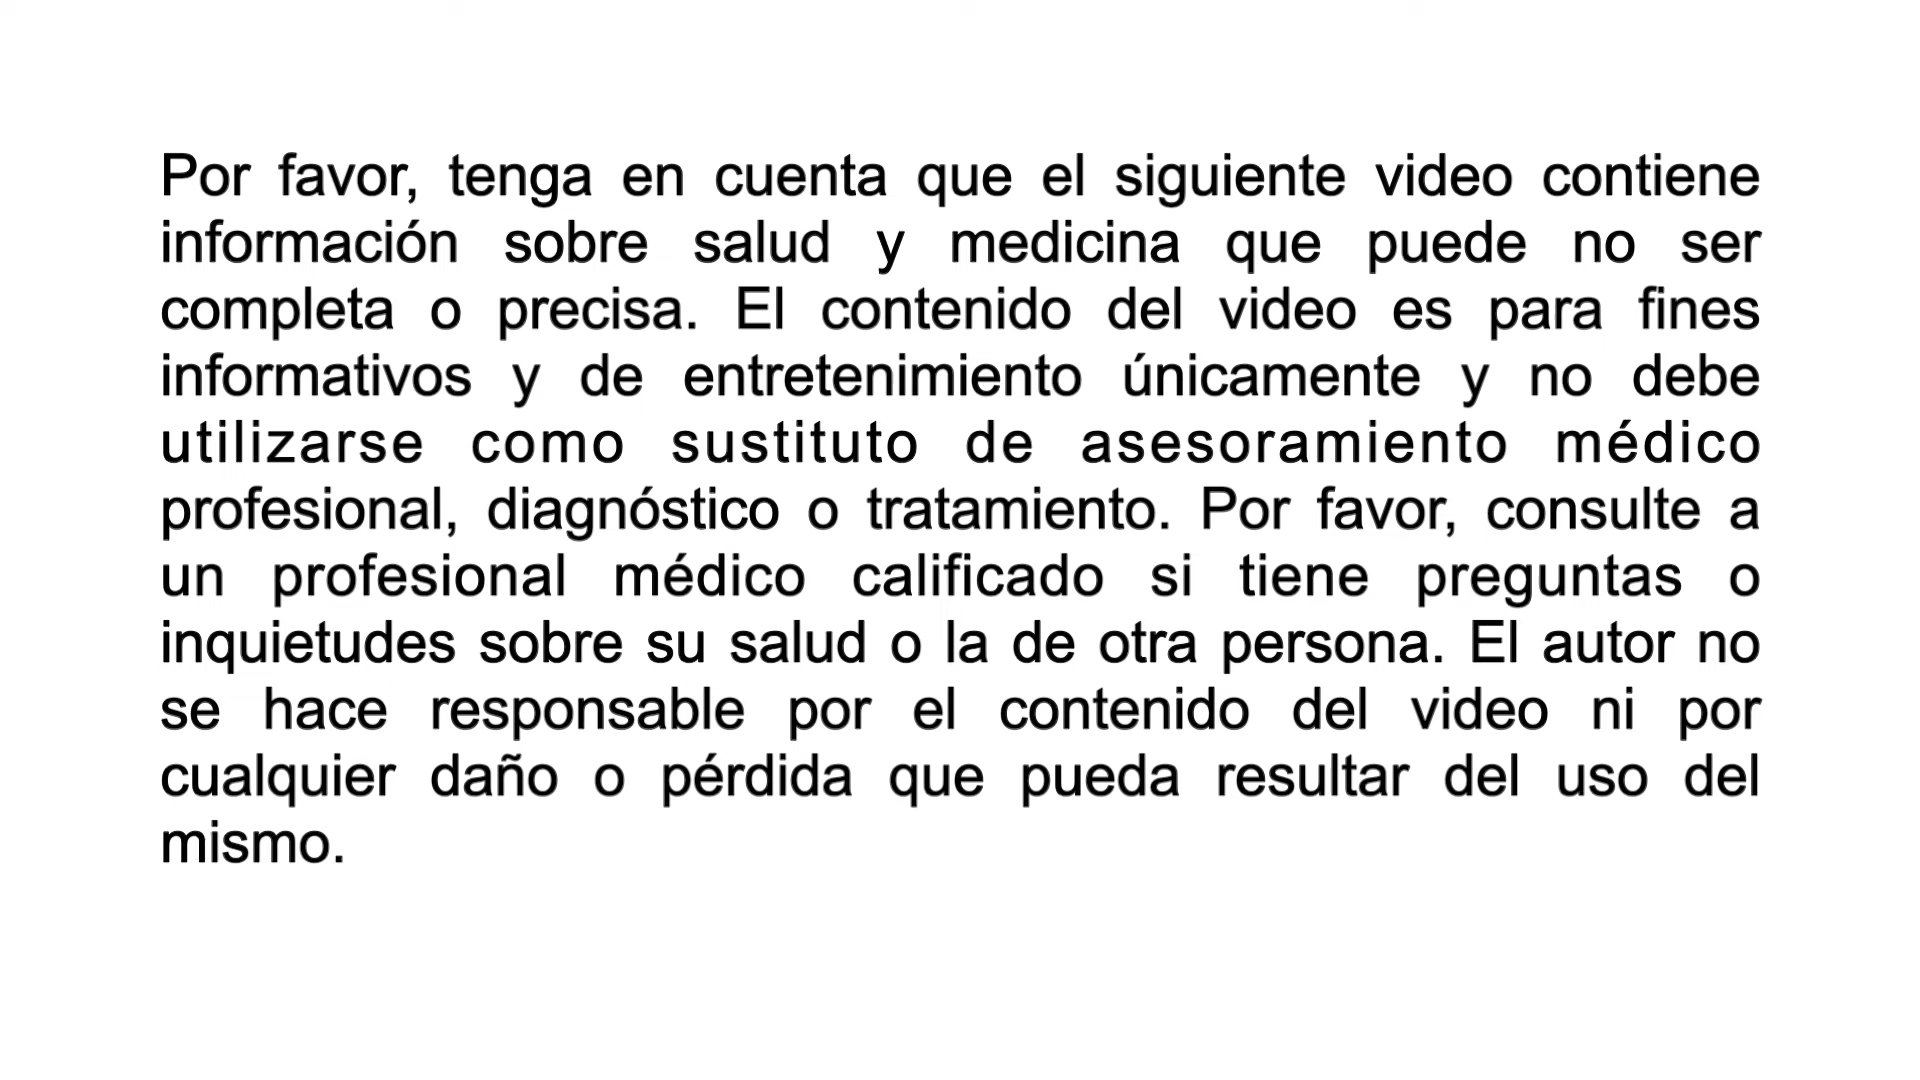 Por favor, tenga en cuenta que el siguiente video contiene
información sobre salud y medicina que puede no ser
completa o precisa. El contenido del video es para fines
informativos y de entretenimiento únicamente y no debe
utilizarse como sustituto de asesoramiento médico
profesional, diagnóstico o tratamiento. Por favor, consulte a
un profesional médico calificado si tiene preguntas o
inquietudes sobre su salud o la de otra persona. El autor no
se hace responsable por el contenido del video ni por
cualquier daño o pérdida que pueda resultar del uso del
mismo.